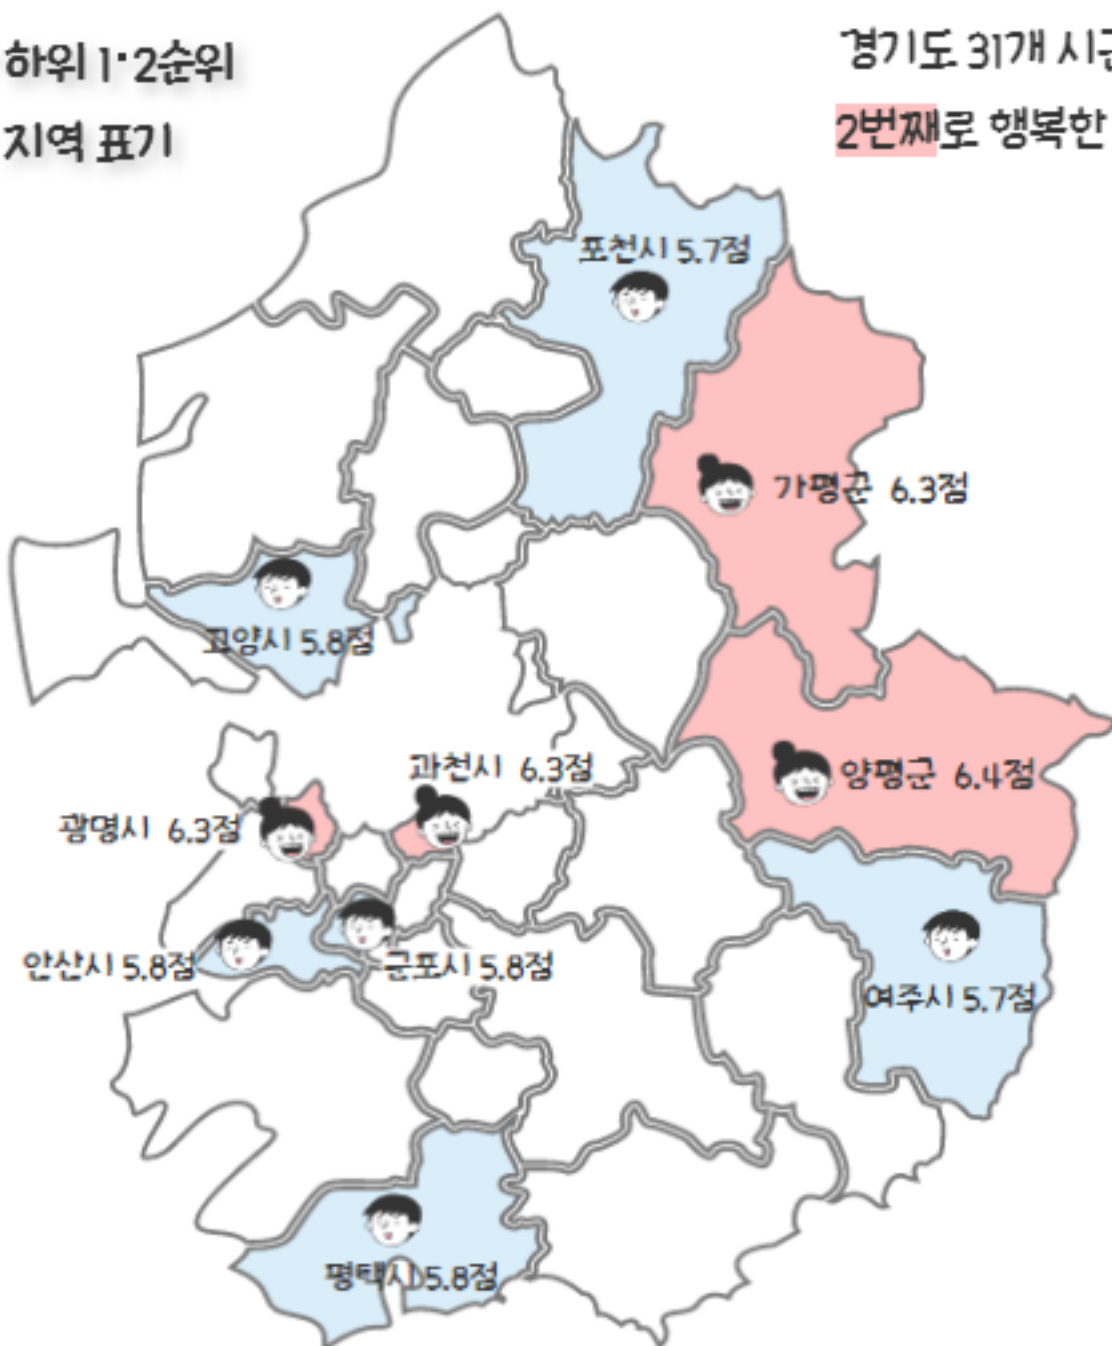 하위 1·2순위
지역 표기
경기도 31개 시군
2번째로 행복한
포천시 5.7점
가평군 6.3점
고양시 5.8점
과천시 6.3점
양평군 6.4점
광명시 6.3점
안산시 5.8점
군포시 5.8점
여주시 5.7점
평택시 5.8점